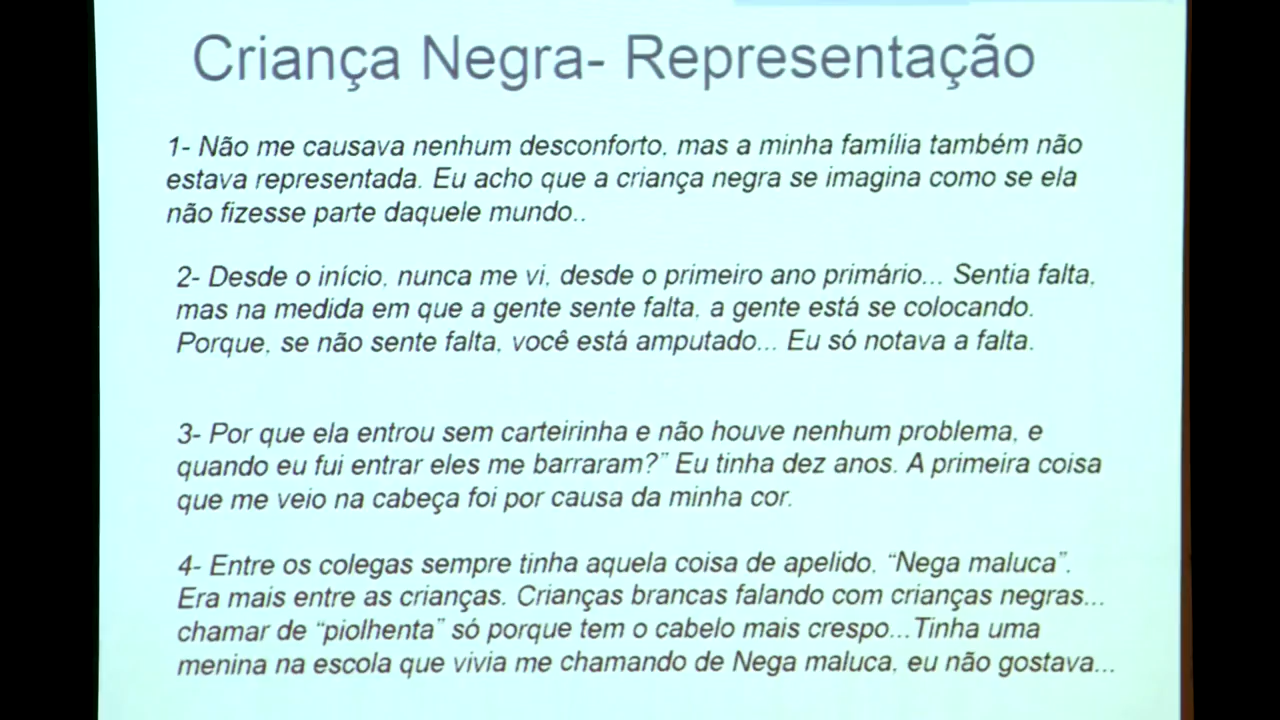 Criança Negra- Representação
1- Não me causava nenhum desconforto, mas a minha família também não
estava representada. Eu acho que a criança negra se imagina como se ela
não fizesse parte daquele mundo..
2- Desde o início, nunca me vi, desde o primeiro ano primário... Sentia falta,
mas na medida em que a gente sente falta, a gente está se colocando.
Porque, se não sente falta, você está amputado... Eu só notava a falta.
3- Por que ela entrou sem carteirinha e não houve nenhum problema, e
quando eu fui entrar eles me barraram?” Eu tinha dez anos. A primeira coisa
que me veio na cabeça foi por causa da minha cor.
4- Entre os colegas sempre tinha aquela coisa de apelido, “Nega maluca”.
Era mais entre as crianças. Crianças brancas falando com crianças negras...
chamar de “piolhenta” só porque tem o cabelo mais crespo...Tinha uma
menina na escola que vivia me chamando de Nega maluca, eu não gostava...